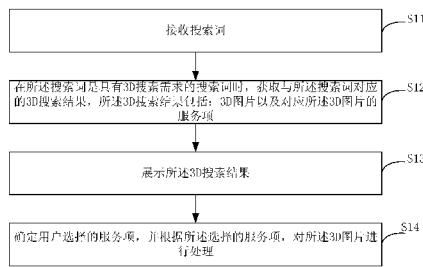 接收搜索词
S11
在所述搜索词是具有3D搜索需求的搜索词时，获取与所述搜索词对应
的3D搜索结果，所述3D搜索结果包括：3D图片以及对应所述3D图片的
服务项
S12
展示所述3D搜索结果
S13
确定用户选择的服务项，并根据所述选择的服务项，对所述3D图片进
行处理
S14